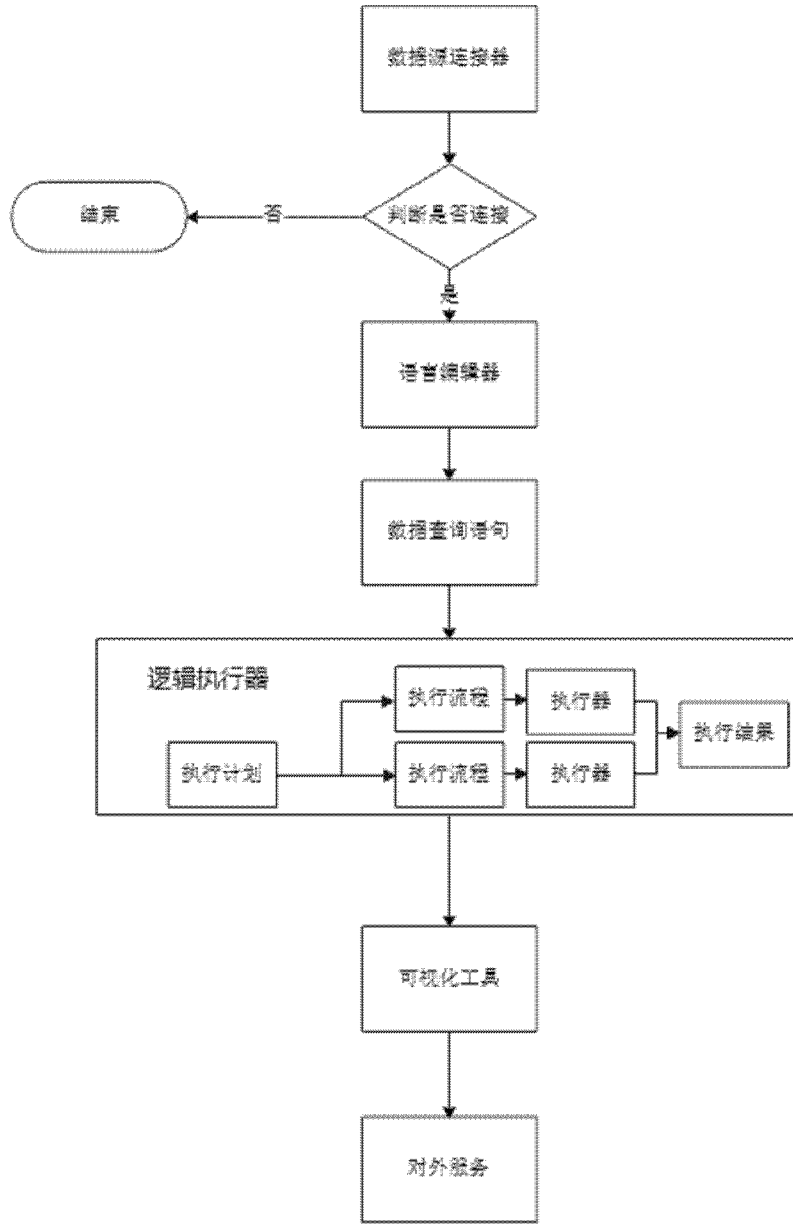 数据源连接器
判断是否连接
否
结束
是
语言编辑器
数据查询语句
逻辑执行器
执行流程
执行器
执行结果
执行计划
执行流程
执行器
可视化工具
对外服务